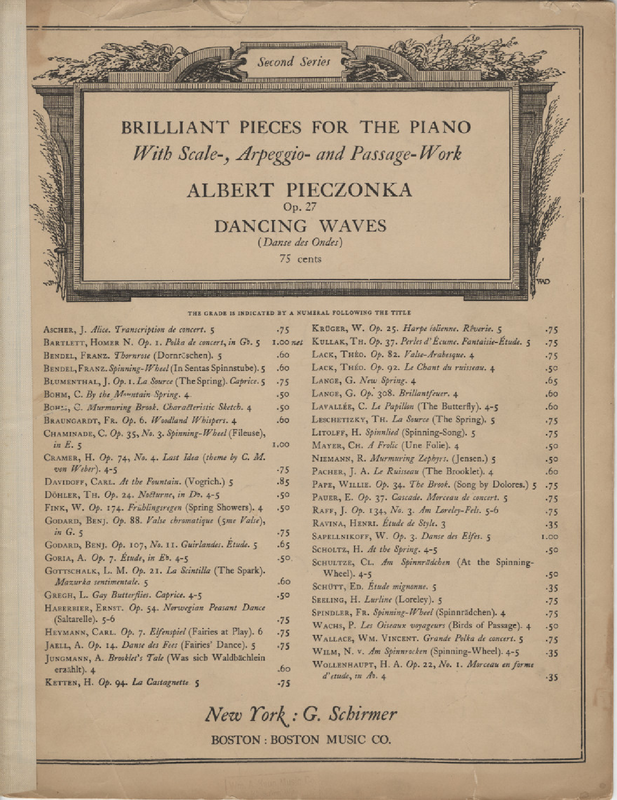 Second Series
BRILLIANT PIECES FOR THE PIANO
With Scale-, Arpeggio- and Passage-Work
ALBERT PIECZONKA
Op. 27
DANCING WAVES
(Danse des Ondes)
75 cents
THE GRADE IS INDICATED BY A NUMERAL FOLLOWING THE TITLE
ASCHER, J. Alice. Transcription de concert. 5 .75
BARTLETT, HOMER N. Op. 1. Polka de concert, in E♭. 5 1.00 net
BENDEL, FRANZ. Thornrose (Dornröschen). 5 .60
BENDEL, FRANZ. Spinning-Wheel (In Sentas Spinnstube). 5 .60
BLUMENTHAL, J. Op. 1. La Source (The Spring). Caprice. 5 .75
BOHM, C. By the Mountain Spring. 4 .50
BOHM, C. Murmuring Brook. Characteristic Sketch. 4 .50
BRAUNGARDT, FR. Op. 6. Woodland Whispers. 4 .60
CHAMINADE, C. Op. 35, No. 3. Spinning-Wheel (Fileuse),
in E. 5 1.00
CRAMER, H. Op. 74, No. 4. Last Idea (theme by C. M.
von Weber). 4-5 .75
DAVIDOFF, CARL. At the Fountain. (Vogrich.) 5 .85
DÖHLER, TH. Op. 24. Nocturne, in D♭. 4-5 .50
FINK, W. Op. 174. Frühlingsregen (Spring Showers). 4 .50
GODARD, BENJ. Op. 88. Valse chromatique (5me Valse),
in G. 5 .75
GODARD, BENJ. Op. 107, No. 11. Guirlandes. Étude. 5 .65
GORIA, A. Op. 7. Étude, in E♭. 4-5 .50
GOTTSCHALK, L. M. Op. 21. La Scintilla (The Spark).
Mazurka sentimentale. 5 .60
GREGH, L. Gay Butterflies. Caprice. 4-5 .50
HABERBIER, ERNST. Op. 54. Norwegian Peasant Dance
(Saltarelle). 5-6 .75
HEYMANN, CARL. Op. 7. Elfenspiel (Fairies at Play). 6 .75
JAELL, A. Op. 14. Danse des Fées (Fairies' Dance). 5 .75
JUNGMANN, A. Brooklet's Tale (Was sich Waldbächlein
erzählt). 4 .60
KETTEN, H. Op. 94. La Castagnette 5 .75
KRÜGER, W. Op. 25. Harpe éolienne. Rêverie. 5 .75
KULLAK, TH. Op. 37. Perles d'Écume. Fantaisie-Étude. 5 .75
LACK, THÉO. Op. 82. Valse-Arabesque. 4 .75
LACK, THÉO. Op. 92. Le Chant du ruisseau. 4 .50
LANGE, G. New Spring. 4 .65
LANGE, G. Op. 308. Brillantfeuer. 4 .60
LAVALLÉE, C. Le Papillon (The Butterfly). 4-5 .60
LESCHETIZKY, TH. La Source (The Spring). 5 .75
LITOLFF, H. Spinnlied (Spinning-Song). 5 .75
MAYER, CH. A Frolic (Une Folie). 4 .50
NIEMANN, R. Murmuring Zephyrs. (Jensen.) 5 .50
PACHER, J. A. Le Ruisseau (The Brooklet). 4 .60
PAPE, WILLIE. Op. 34. The Brook. (Song by Dolores.) 5 .75
PAUER, E. Op. 37. Cascade. Morceau de concert. 5 .75
RAFF, J. Op. 134, No. 3. Am Loreley-Fels. 5-6 .75
RAVINA, HENRI. Étude de Style. 3 .35
SAPELLNIKOFF, W. Op. 3. Danse des Elfes. 5 1.00
SCHOLTZ, H. At the Spring. 4-5 .50
SCHULTZE, CL. Am Spinnrädchen (At the Spinning-
Wheel). 4-5 .50
SCHÜTT, ED. Étude mignonne. 5 .35
SEELING, H. Lurline (Loreley). 5 .75
SPINDLER, FR. Spinning-Wheel (Spinnrädchen). 4 .75
WACHS, P. Les Oiseaux voyageurs (Birds of Passage). 4 .50
WALLACE, WM. VINCENT. Grande Polka de concert. 5 .75
WILM, N. v. Am Spinnrocken (Spinning-Wheel). 4-5 .35
WOLLENHAUPT, H. A. Op. 22, No. 1. Morceau en forme
d'étude, in A♭. 4 .35
New York: G. Schirmer
BOSTON: BOSTON MUSIC CO.